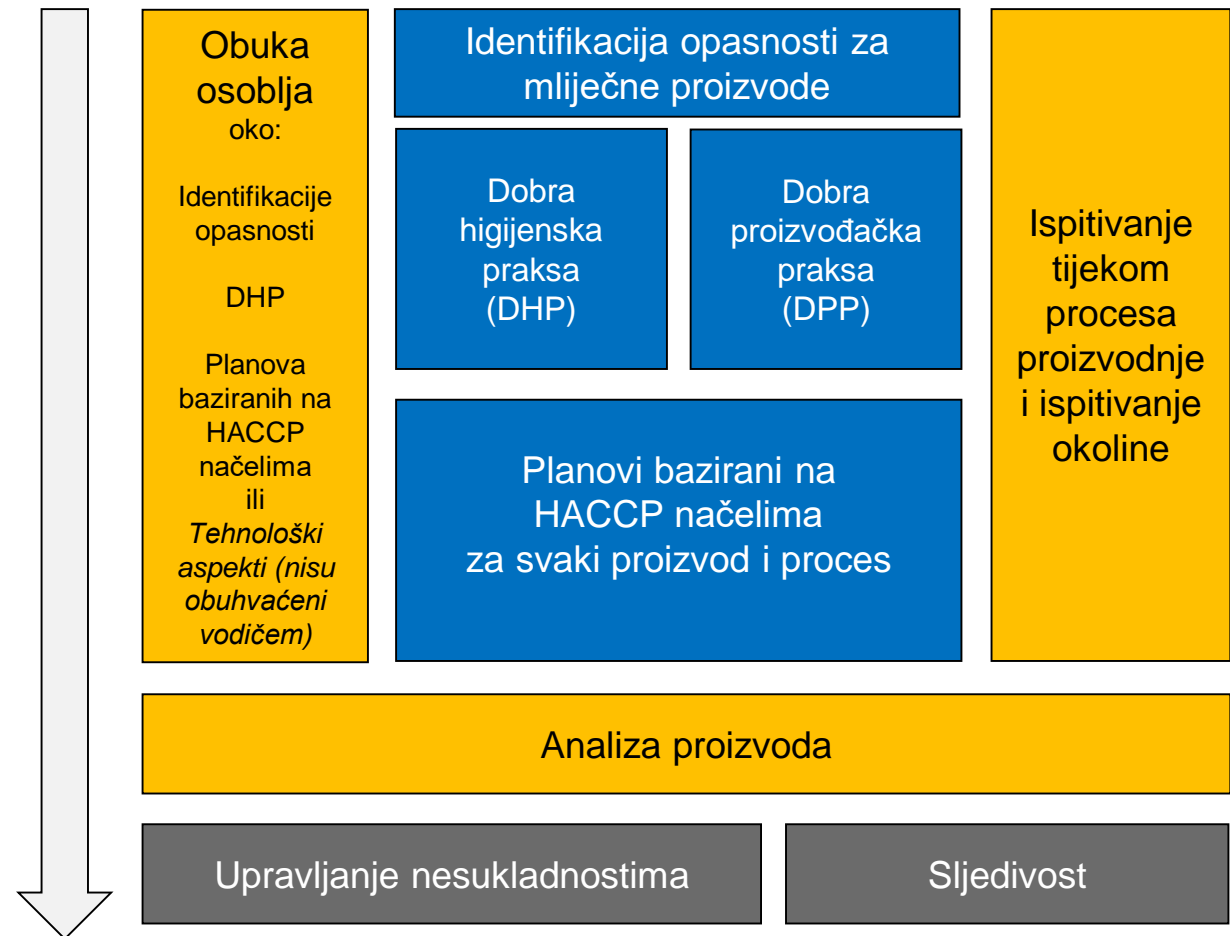 Obuka
osoblja
oko:
Identifikacije
opasnosti
DHP
Planova
baziranih na
HACCP
načelima
ili
Tehnološki
aspekti (nisu
obuhvaćeni
vodičem)
Identifikacija opasnosti za
mliječne proizvode
Dobra
higijenska
praksa
(DHP)
Dobra
proizvođačka
praksa
(DPP)
Planovi bazirani na
HACCP načelima
za svaki proizvod i proces
Ispitivanje
tijekom
procesa
proizvodnje
i ispitivanje
okoline
Analiza proizvoda
Upravljanje nesukladnostima
Sljedivost